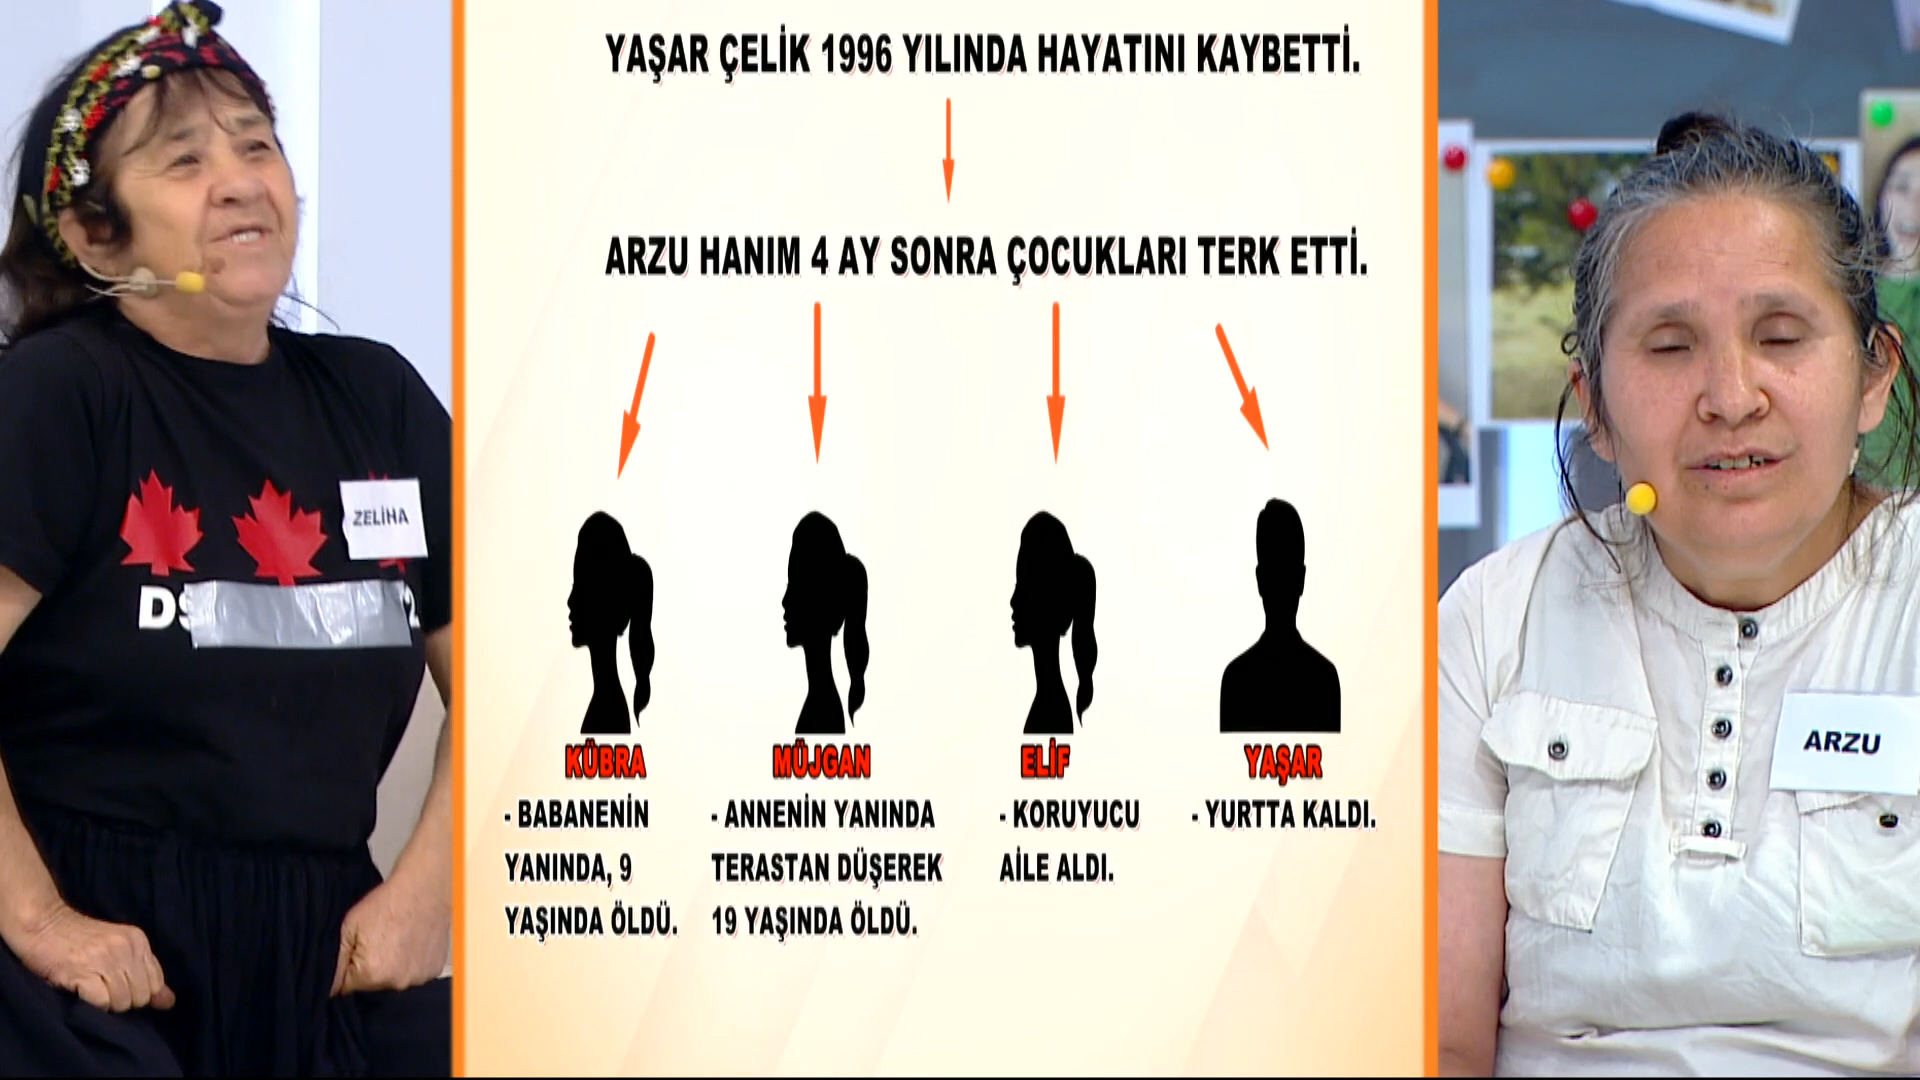 YAŞAR ÇELİK 1996 YILINDA HAYATINI KAYBETTİ.
ARZU HANIM 4 AY SONRA ÇOCUKLARI TERK ETTİ.
KÜBRA
- BABANENİN
YANINDA, 9
YAŞINDA ÖLDÜ.
MÜJGAN
- ANNENİN YANINDA
TERASTAN DÜŞEREK
19 YAŞINDA ÖLDÜ.
ELİF
- KORUYUCU
AİLE ALDI.
YAŞAR
- YURTTA KALDI.
ZELİHA
ARZU